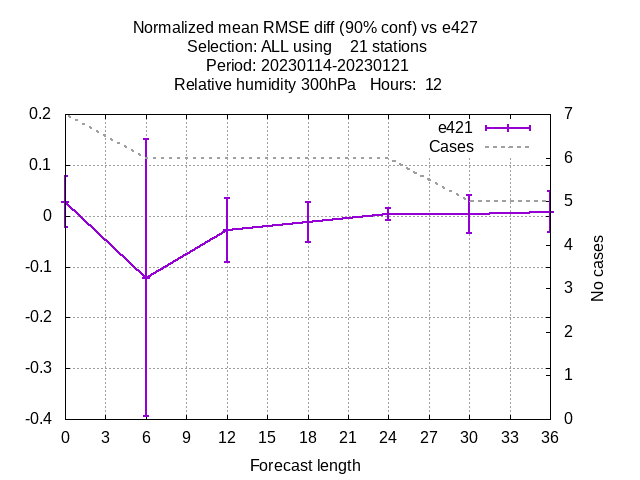 Normalized mean RMSE diff (90% conf) vs e427
Selection: ALL using    21 stations
Period: 20230114-20230121
Relative humidity 300hPa   Hours:  12
0.2
0.1
0
-0.1
-0.2
-0.3
-0.4
e421
Cases
7
6
5
4
3
2
1
0
No cases
0 3 6 9 12 15 18 21 24 27 30 33 36
Forecast length